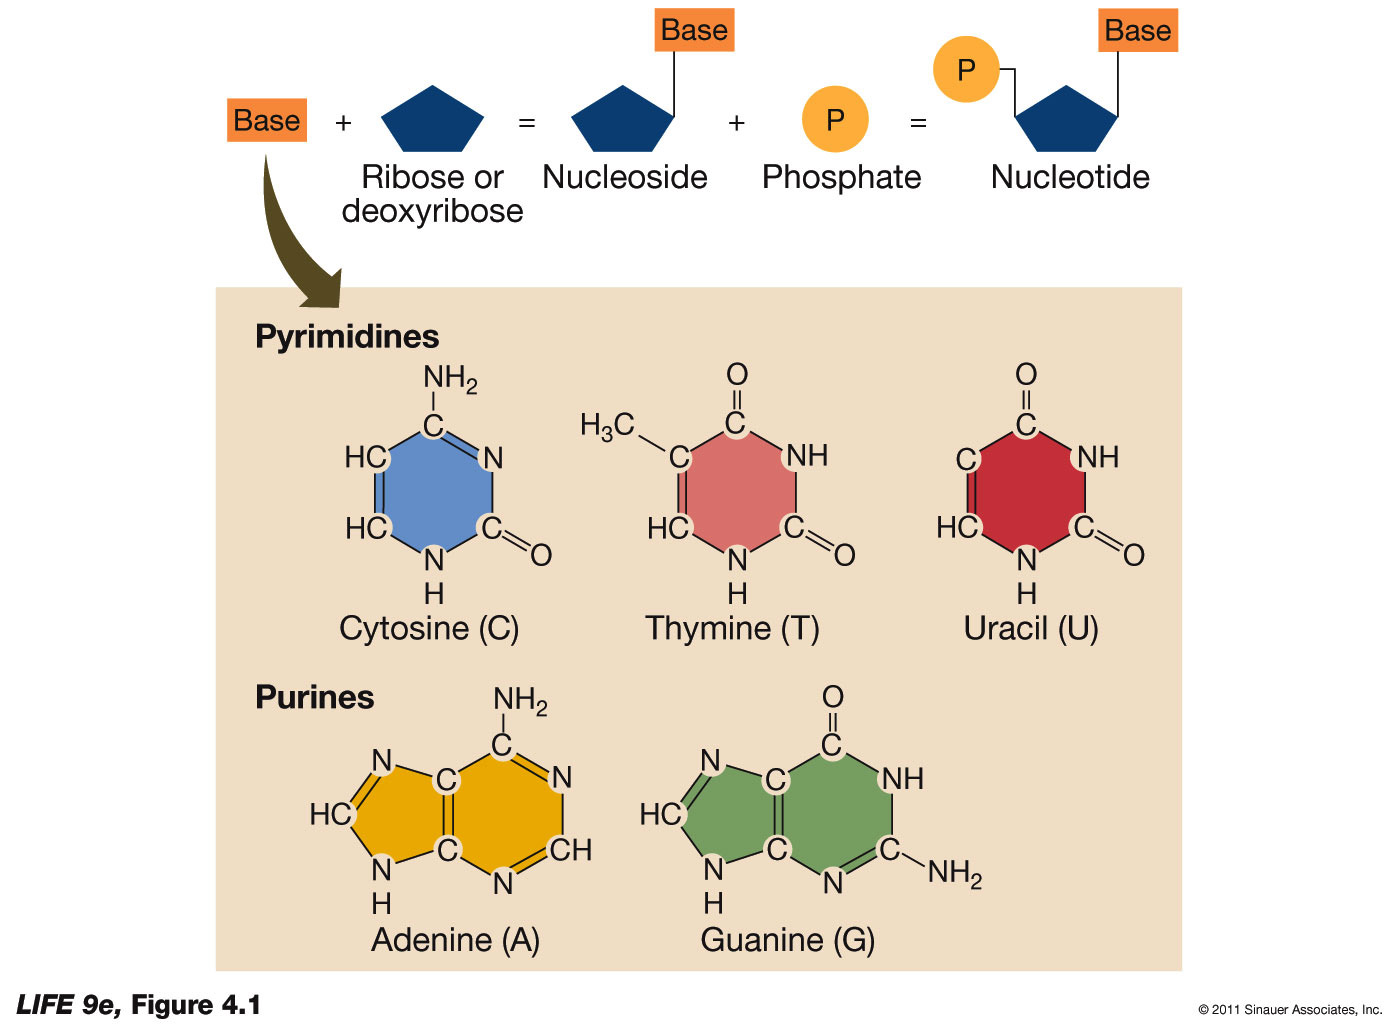 Base
Base
P
Base + = + P =
Ribose or
deoxyribose
Nucleoside
Phosphate
Nucleotide
Pyrimidines
NH2
C
HC
N
HC
C
N
O
H
Cytosine (C)
O
H3C
C
C
NH
HC
C
N
O
H
Thymine (T)
O
C
C
NH
HC
C
N
O
H
Uracil (U)
Purines
NH2
C
N
C
N
HC
C
CH
N
N
H
Adenine (A)
O
C
N
C
NH
HC
C
C
NH2
N
N
H
Guanine (G)
LIFE 9e, Figure 4.1
© 2011 Sinauer Associates, Inc.